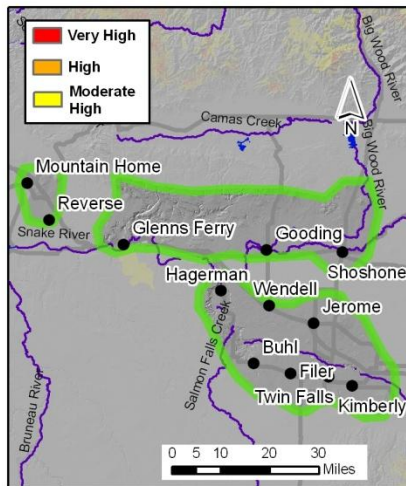 Very High
High
Moderate
High
Big Wood River
Camas Creek
N
Big Wood River
Mountain Home
Reverse
Snake River
Glenns Ferry
Gooding
Shoshone
Hagerman
Wendell
Jerome
Salmon Falls Creek
Buhl
Filer
Twin Falls
Kimberly
Bruneau River
0 5 10 20 30
Miles